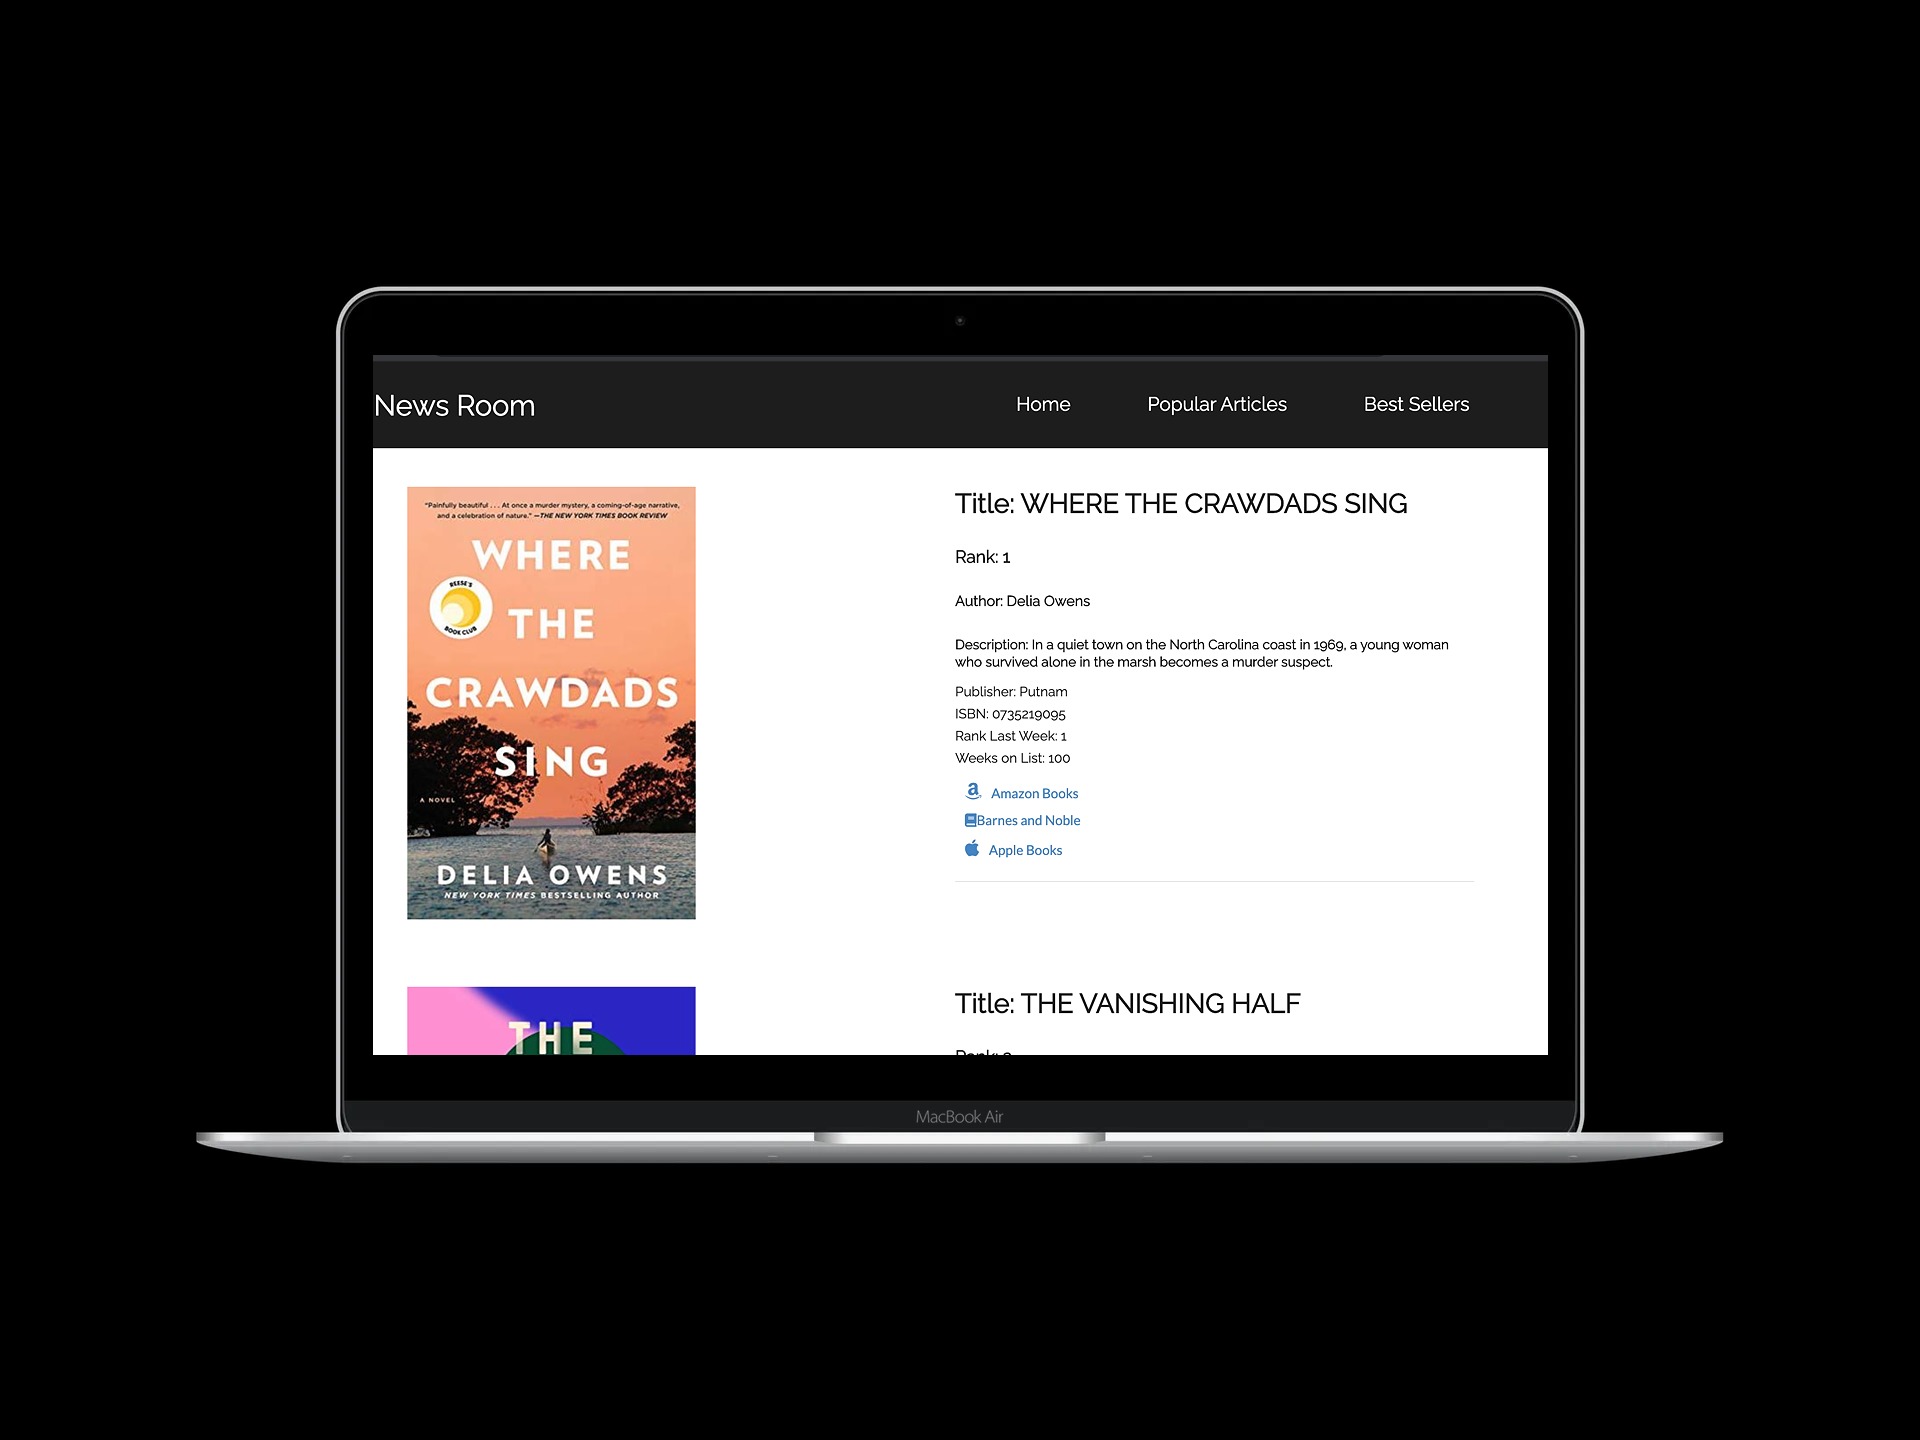 News Room
Home
Popular Articles
Best Sellers
"Painfully beautiful . . . At once a murder mystery, a coming-of-age narrative,
and a celebration of nature." —THE NEW YORK TIMES BOOK REVIEW
WHERE
REESE'S
BOOK CLUB
THE
CRAWDADS
SING
A NOVEL
DELIA OWENS
NEW YORK TIMES BESTSELLING AUTHOR
Title: WHERE THE CRAWDADS SING
Rank: 1
Author: Delia Owens
Description: In a quiet town on the North Carolina coast in 1969, a young woman
who survived alone in the marsh becomes a murder suspect.
Publisher: Putnam
ISBN: 0735219095
Rank Last Week: 1
Weeks on List: 100
Amazon Books
Barnes and Noble
Apple Books
THE
Title: THE VANISHING HALF
MacBook Air